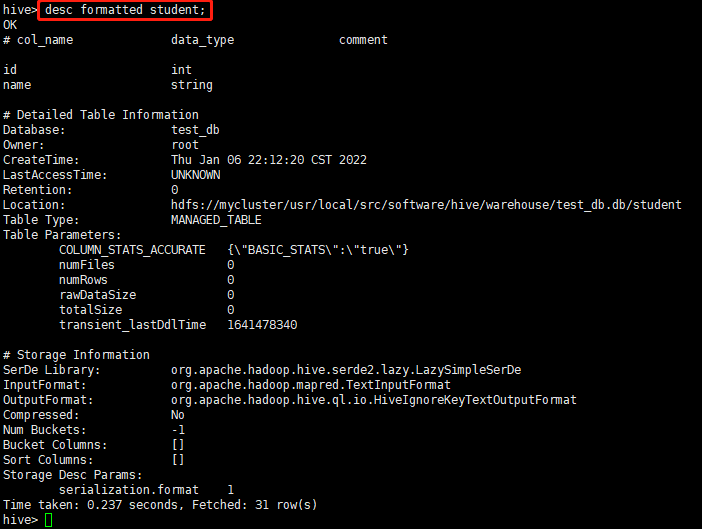 hive> desc formatted student;
OK
# col_name data_type comment
id int
name string
# Detailed Table Information
Database: test_db
Owner: root
CreateTime: Thu Jan 06 22:12:20 CST 2022
LastAccessTime: UNKNOWN
Retention: 0
Location: hdfs://mycluster/usr/local/src/software/hive/warehouse/test_db.db/student
Table Type: MANAGED_TABLE
Table Parameters:
COLUMN_STATS_ACCURATE {\"BASIC_STATS\":\"true\"}
numFiles 0
numRows 0
rawDataSize 0
totalSize 0
transient_lastDdlTime 1641478340
# Storage Information
SerDe Library: org.apache.hadoop.hive.serde2.lazy.LazySimpleSerDe
InputFormat: org.apache.hadoop.mapred.TextInputFormat
OutputFormat: org.apache.hadoop.hive.ql.io.HiveIgnoreKeyTextOutputFormat
Compressed: No
Num Buckets: -1
Bucket Columns: []
Sort Columns: []
Storage Desc Params:
serialization.format 1
Time taken: 0.237 seconds, Fetched: 31 row(s)
hive>